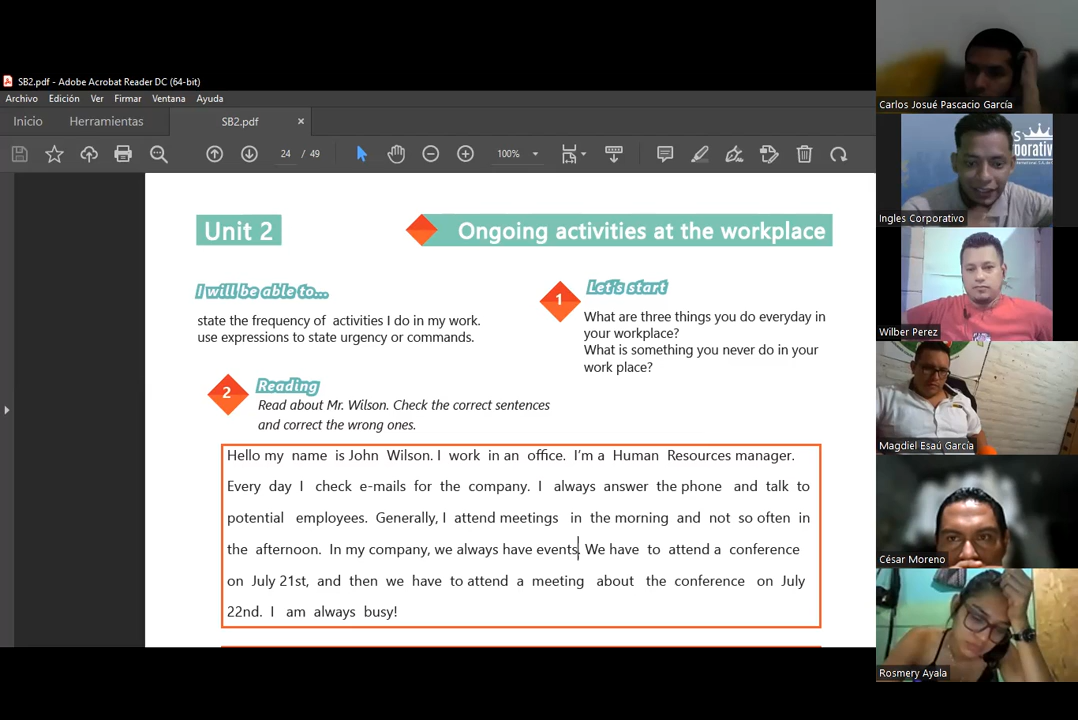 SB2.pdf - Adobe Acrobat Reader DC (64-bit)
Archivo Edición Ver Firmar Ventana Ayuda
Inicio Herramientas SB2.pdf ×
24 / 49 100%
Unit 2
Ongoing activities at the workplace
I will be able to...
state the frequency of activities I do in my work.
use expressions to state urgency or commands.
1 Let's start
What are three things you do everyday in
your workplace?
What is something you never do in your
work place?
2 Reading
Read about Mr. Wilson. Check the correct sentences
and correct the wrong ones.
Hello my name is John Wilson. I work in an office. I'm a Human Resources manager.
Every day I check e-mails for the company. I always answer the phone and talk to
potential employees. Generally, I attend meetings in the morning and not so often in
the afternoon. In my company, we always have events. We have to attend a conference
on July 21st, and then we have to attend a meeting about the conference on July
22nd. I am always busy!
Carlos Josué Pascacio García
Ingles Corporativo
Wilber Perez
Magdiel Esaú García
César Moreno
Rosmery Ayala